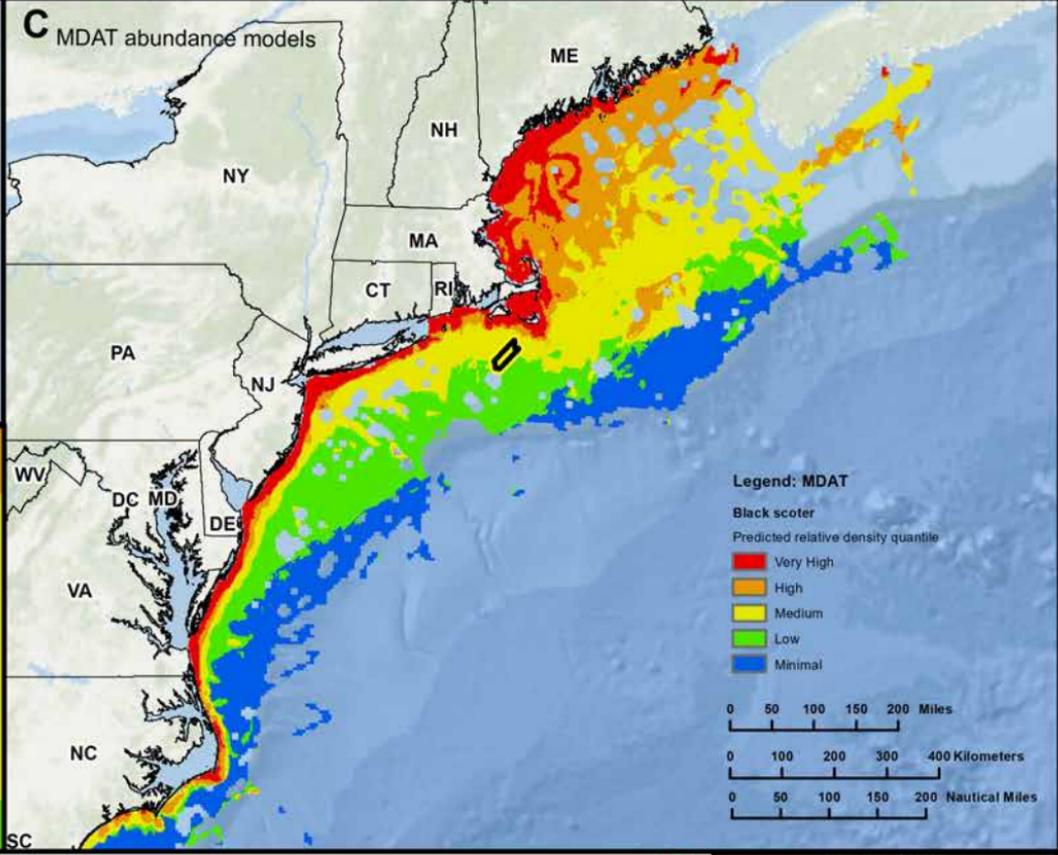 C MDAT abundance models
ME
NH
NY
MA
CT
RI
PA
NJ
WV
DC MD
DE
VA
NC
SC
Legend: MDAT
Black scoter
Predicted relative density quantile
Very High
High
Medium
Low
Minimal
0 50 100 150 200 Miles
0 100 200 300 400 Kilometers
0 50 100 150 200 Nautical Miles